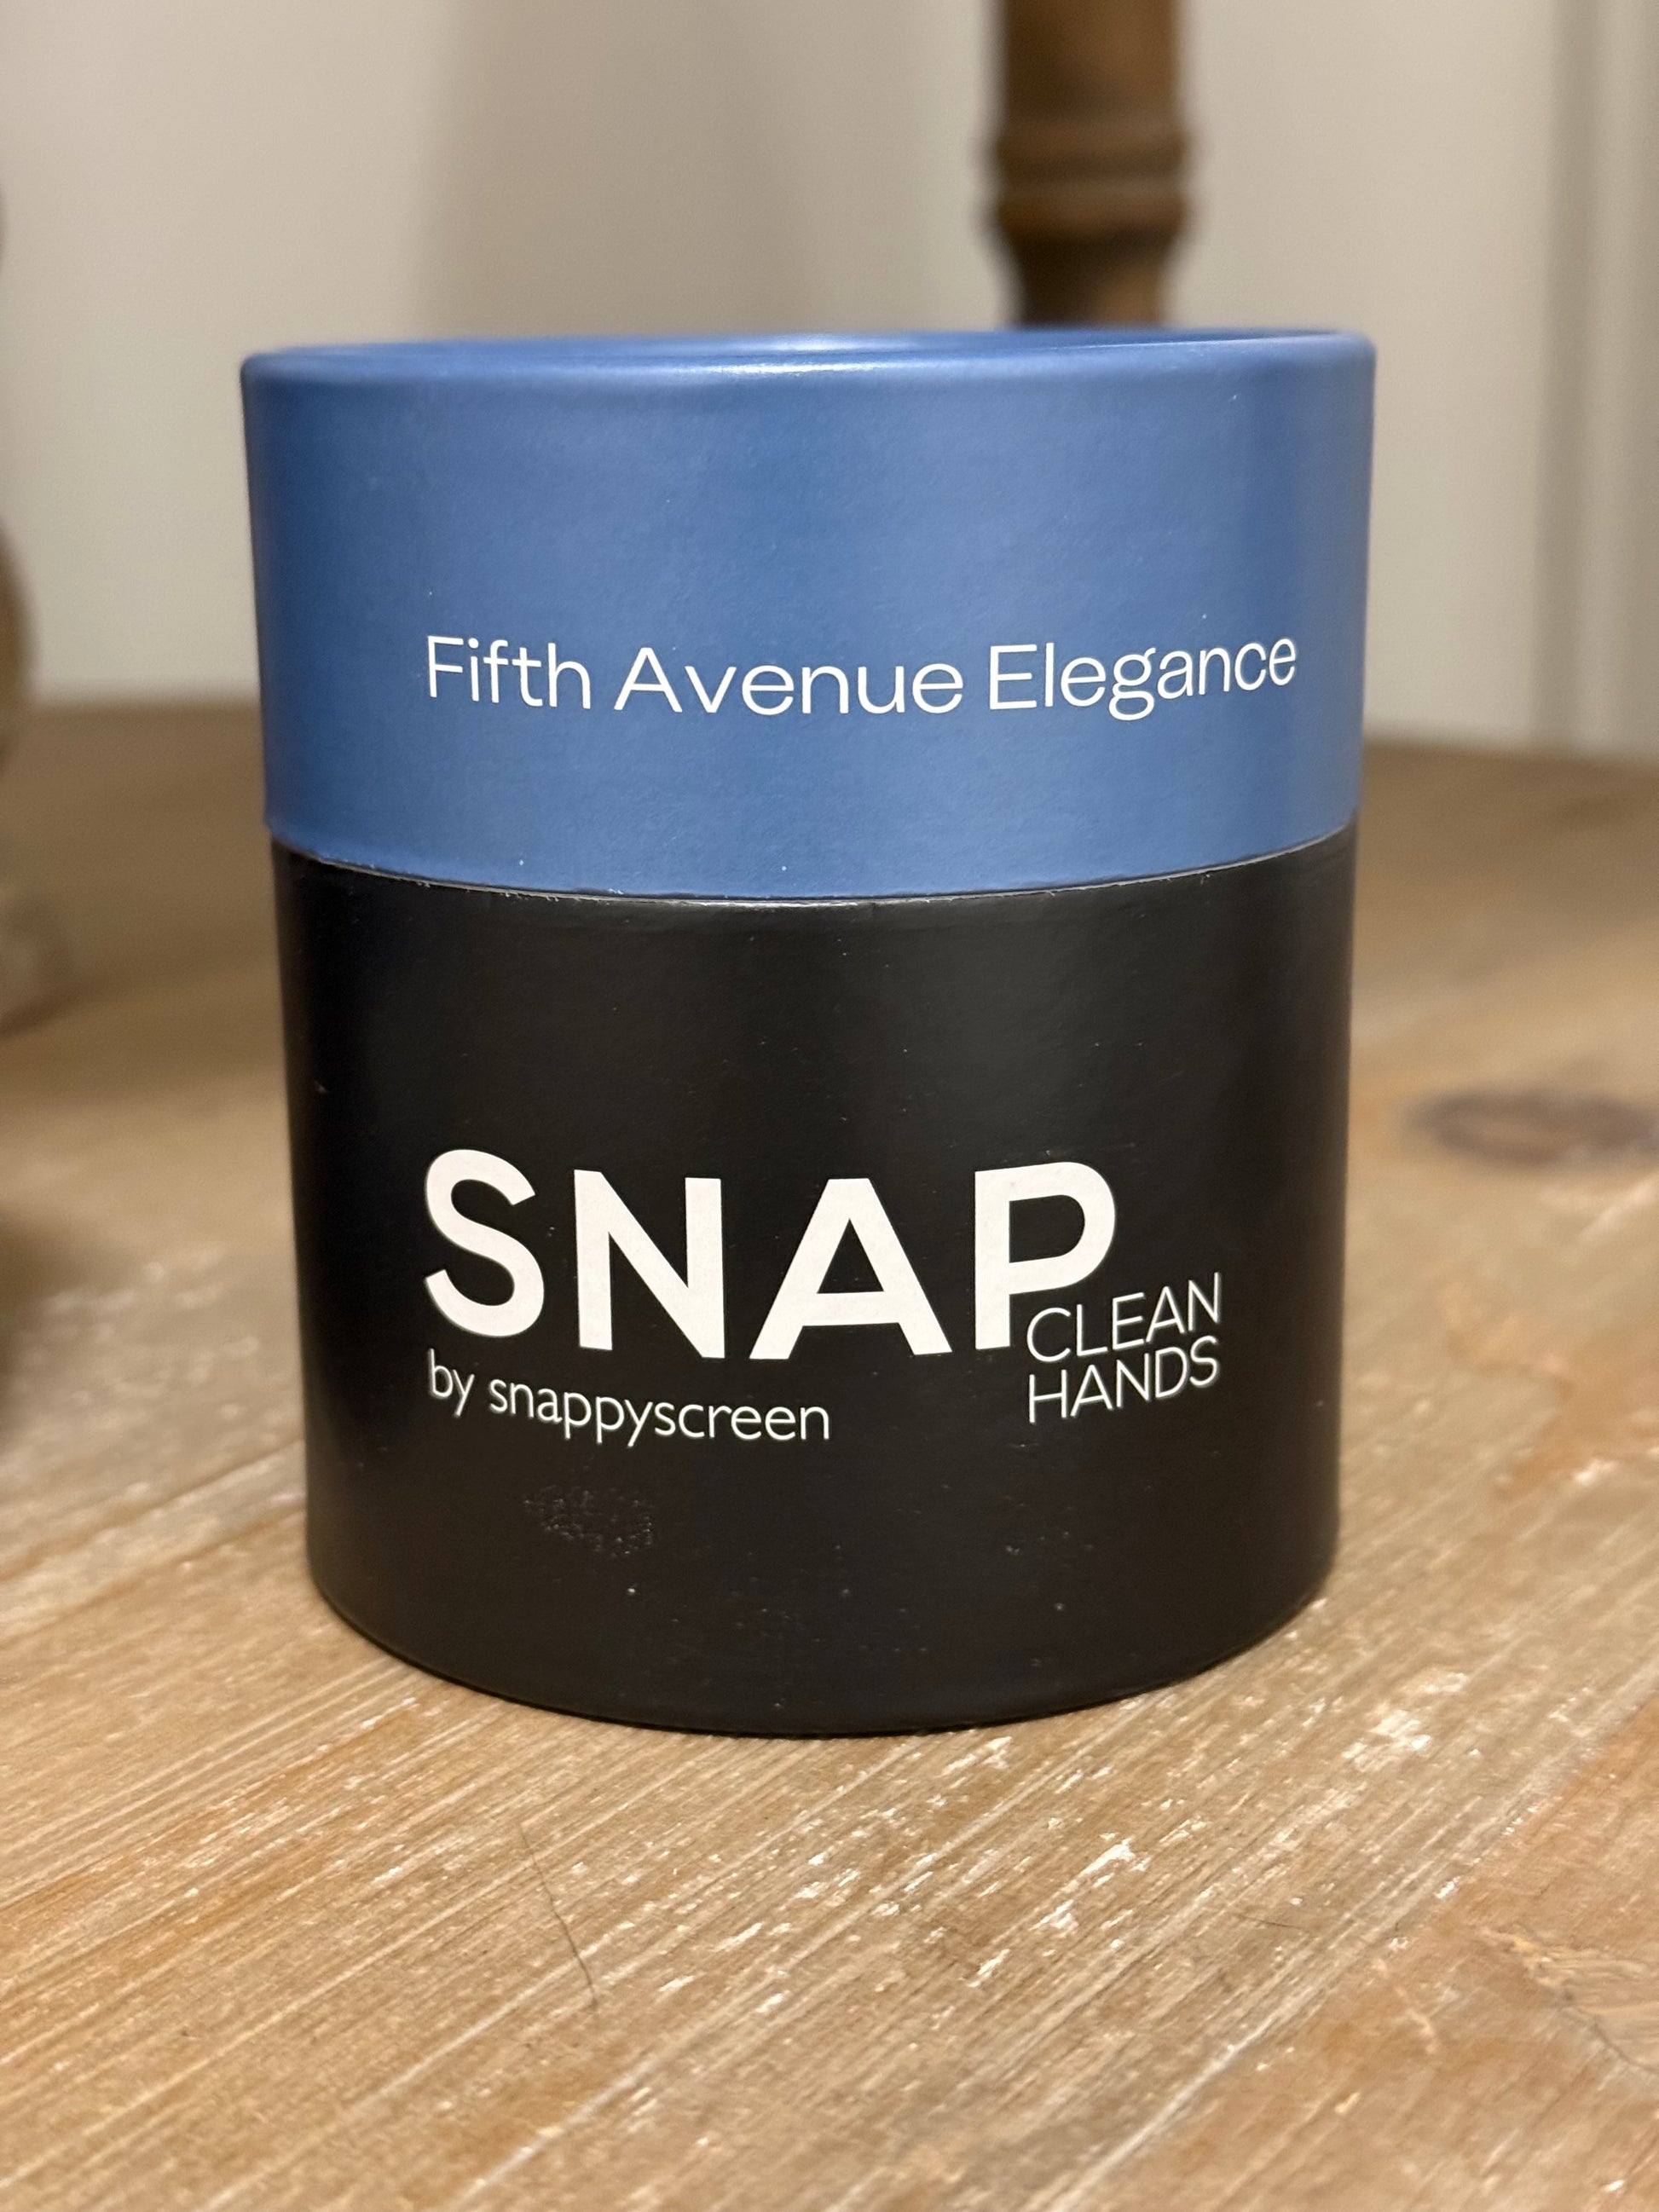 Fifth Avenue Elegance
SNAP
CLEAN
HANDS
by snappyscreen